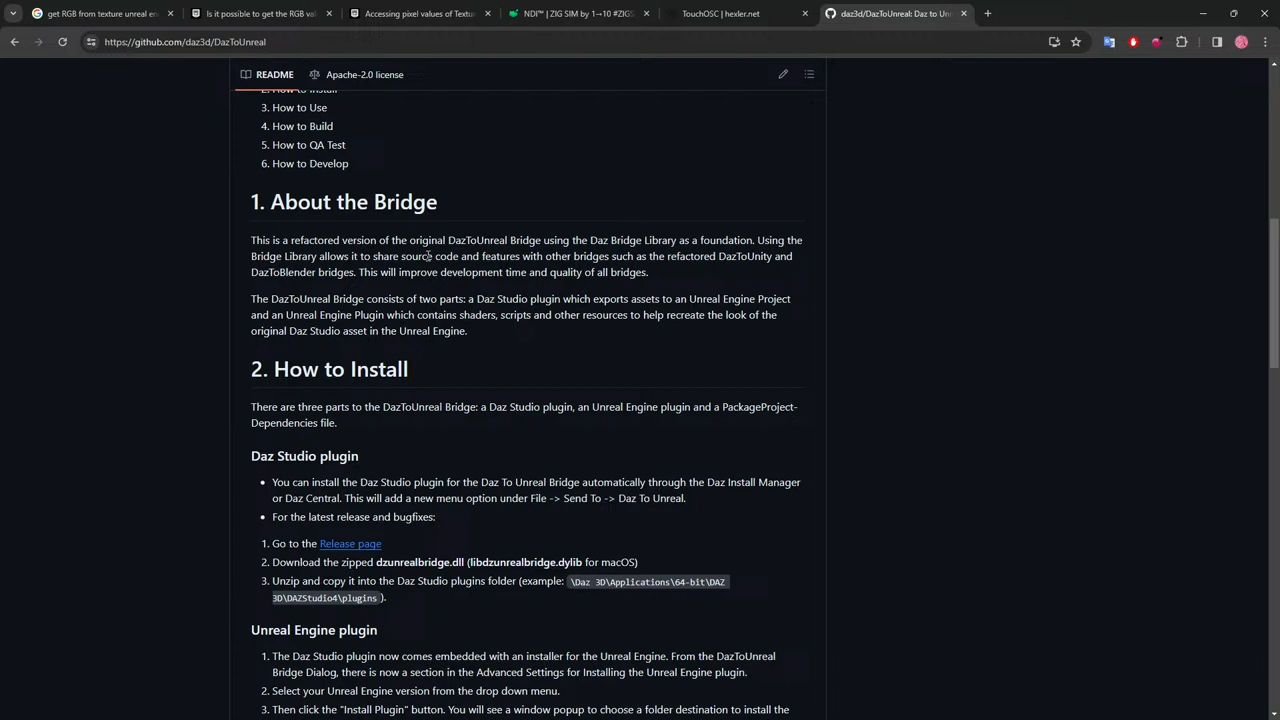 get RGB from texture unreal en
Is it possible to get the RGB val
Accessing pixel values of Textur
NDI™ | ZIG SIM by 1→10 #ZIGS
TouchOSC | hexler.net
daz3d/DazToUnreal: Daz to Un
https://github.com/daz3d/DazToUnreal
README
Apache-2.0 license
2. How to Install
3. How to Use
4. How to Build
5. How to QA Test
6. How to Develop
1. About the Bridge
This is a refactored version of the original DazToUnreal Bridge using the Daz Bridge Library as a foundation. Using the
Bridge Library allows it to share source code and features with other bridges such as the refactored DazToUnity and
DazToBlender bridges. This will improve development time and quality of all bridges.
The DazToUnreal Bridge consists of two parts: a Daz Studio plugin which exports assets to an Unreal Engine Project
and an Unreal Engine Plugin which contains shaders, scripts and other resources to help recreate the look of the
original Daz Studio asset in the Unreal Engine.
2. How to Install
There are three parts to the DazToUnreal Bridge: a Daz Studio plugin, an Unreal Engine plugin and a PackageProject-
Dependencies file.
Daz Studio plugin
• You can install the Daz Studio plugin for the Daz To Unreal Bridge automatically through the Daz Install Manager
or Daz Central. This will add a new menu option under File -> Send To -> Daz To Unreal.
• For the latest release and bugfixes:
1. Go to the Release page
2. Download the zipped dzunrealbridge.dll (libdzunrealbridge.dylib for macOS)
3. Unzip and copy it into the Daz Studio plugins folder (example: \Daz 3D\Applications\64-bit\DAZ
3D\DAZStudio4\plugins ).
Unreal Engine plugin
1. The Daz Studio plugin now comes embedded with an installer for the Unreal Engine. From the DazToUnreal
Bridge Dialog, there is now a section in the Advanced Settings for Installing the Unreal Engine plugin.
2. Select your Unreal Engine version from the drop down menu.
3. Then click the "Install Plugin" button. You will see a window popup to choose a folder destination to install the